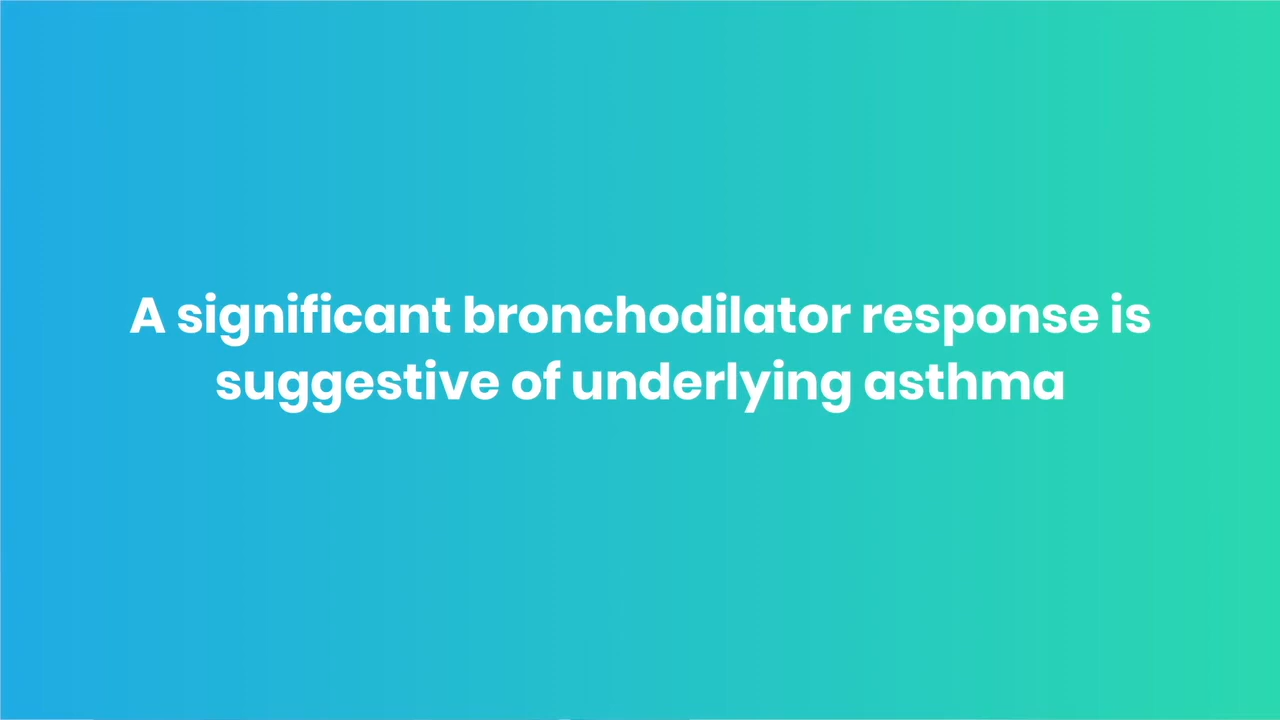 A significant bronchodilator response is
suggestive of underlying asthma